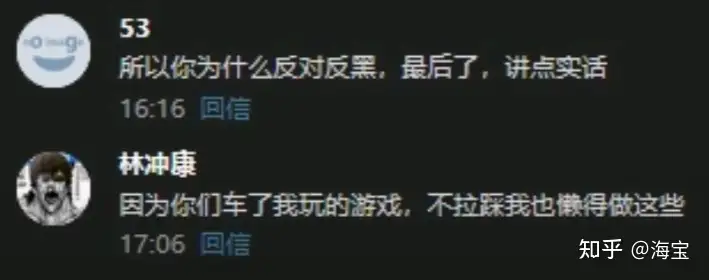 no image
53
所以你为什么反对反黑，最后了，讲点实话
16:16 回信
林冲康
因为你们车了我玩的游戏，不拉踩我也懒得做这些
17:06 回信
知乎 @海宝